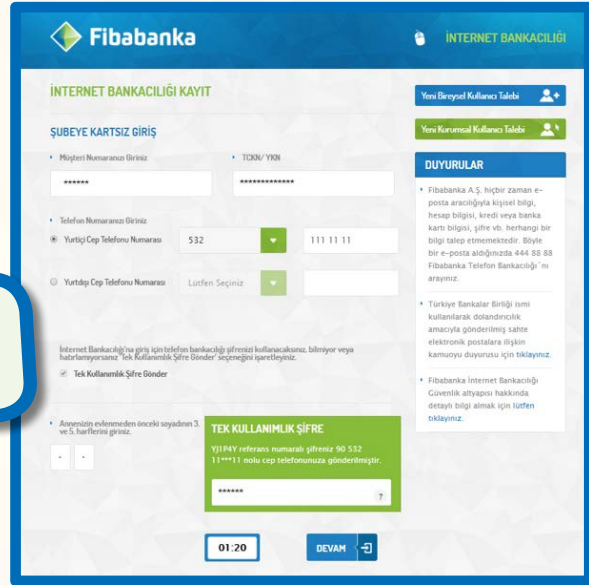 Fibabanka
İNTERNET BANKACILIĞI
İNTERNET BANKACILIĞI KAYIT
ŞUBEYE KARTSIZ GİRİŞ
Müşteri Numaranızı Giriniz
TCKN/ YKN
******
*************
Telefon Numaranızı Giriniz
Yurtiçi Cep Telefonu Numarası
532
111 11 11
Yurtdışı Cep Telefonu Numarası
Lütfen Seçiniz
İnternet Bankacılığı'na giriş için telefon bankacılığı şifrenizi kullanacaksınız, bilmiyor veya
hatırlamıyorsanız 'Tek Kullanımlık Şifre Gönder' seçeneğini işaretleyiniz.
Tek Kullanımlık Şifre Gönder
Annenizin evlenmeden önceki soyadının 3.
ve 5. harflerini giriniz.
TEK KULLANIMLIK ŞİFRE
YJ1P4Y referans numaralı şifreniz 90 532
11***11 nolu cep telefonunuza gönderilmiştir.
******
?
01:20
DEVAM
Yeni Bireysel Kullanıcı Talebi
Yeni Kurumsal Kullanıcı Talebi
DUYURULAR
Fibabanka A.Ş. hiçbir zaman e-
posta aracılığıyla kişisel bilgi,
hesap bilgisi, kredi veya banka
kartı bilgisi, şifre vb. herhangi bir
bilgi talep etmemektedir. Böyle
bir e-posta aldığınızda 444 88 88
Fibabanka Telefon Bankacılığı`nı
arayınız.
Türkiye Bankalar Birliği ismi
kullanılarak dolandırıcılık
amacıyla gönderilmiş sahte
elektronik postalara ilişkin
kamuoyu duyurusu için tıklayınız.
Fibabanka İnternet Bankacılığı
Güvenlik altyapısı hakkında
detaylı bilgi almak için lütfen
tıklayınız.